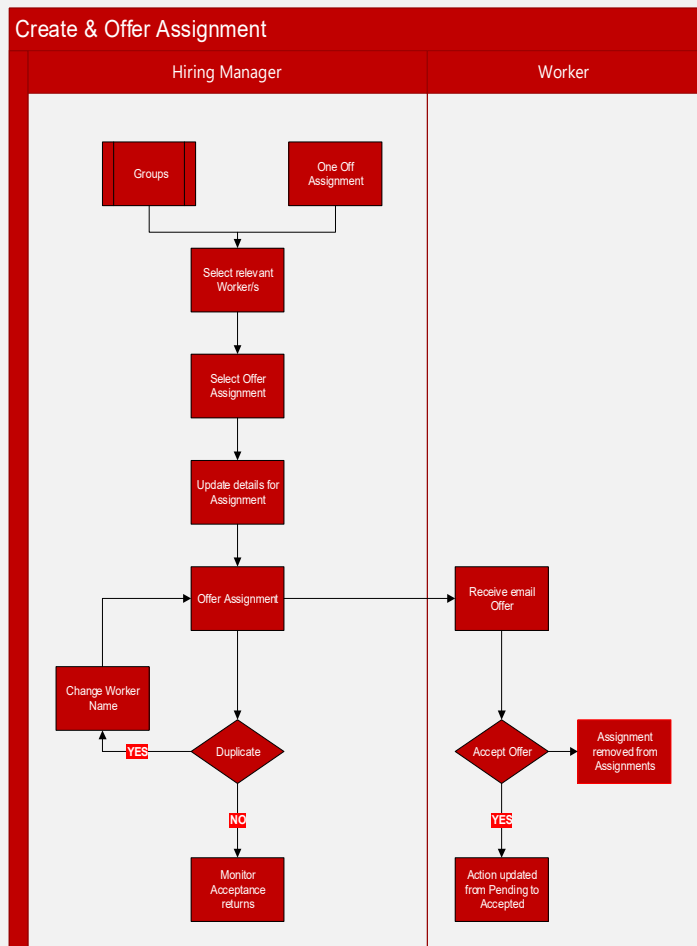 Create & Offer Assignment
Hiring Manager
Worker
Groups
One Off
Assignment
Select relevant
Worker/s
Select Offer
Assignment
Update details for
Assignment
Offer Assignment
Receive email
Offer
Change Worker
Name
YES
Duplicate
Accept Offer
Assignment
removed from
Assignments
NO
YES
Monitor
Acceptance
returns
Action updated
from Pending to
Accepted